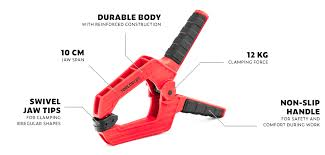 DURABLE BODY
WITH REINFORCED CONSTRUCTION
10 CM
JAW SPAN
12 KG
CLAMPING FORCE
SWIVEL
JAW TIPS
FOR CLAMPING
IRREGULAR SHAPES
NON-SLIP
HANDLE
FOR SAFETY AND
COMFORT DURING WORK